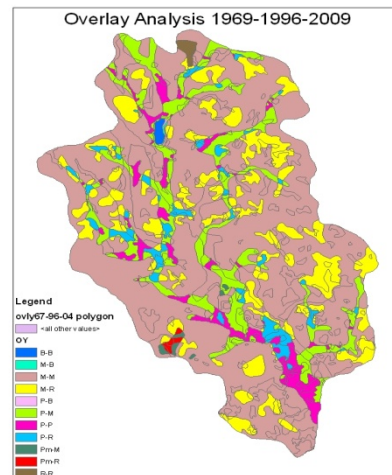 Overlay Analysis 1969-1996-2009
Legend
ovly67-96-04 polygon
<all other values>
OY
B-B
M-B
M-M
M-R
P-B
P-M
P-P
P-R
Pm-M
Pm-R
R-R